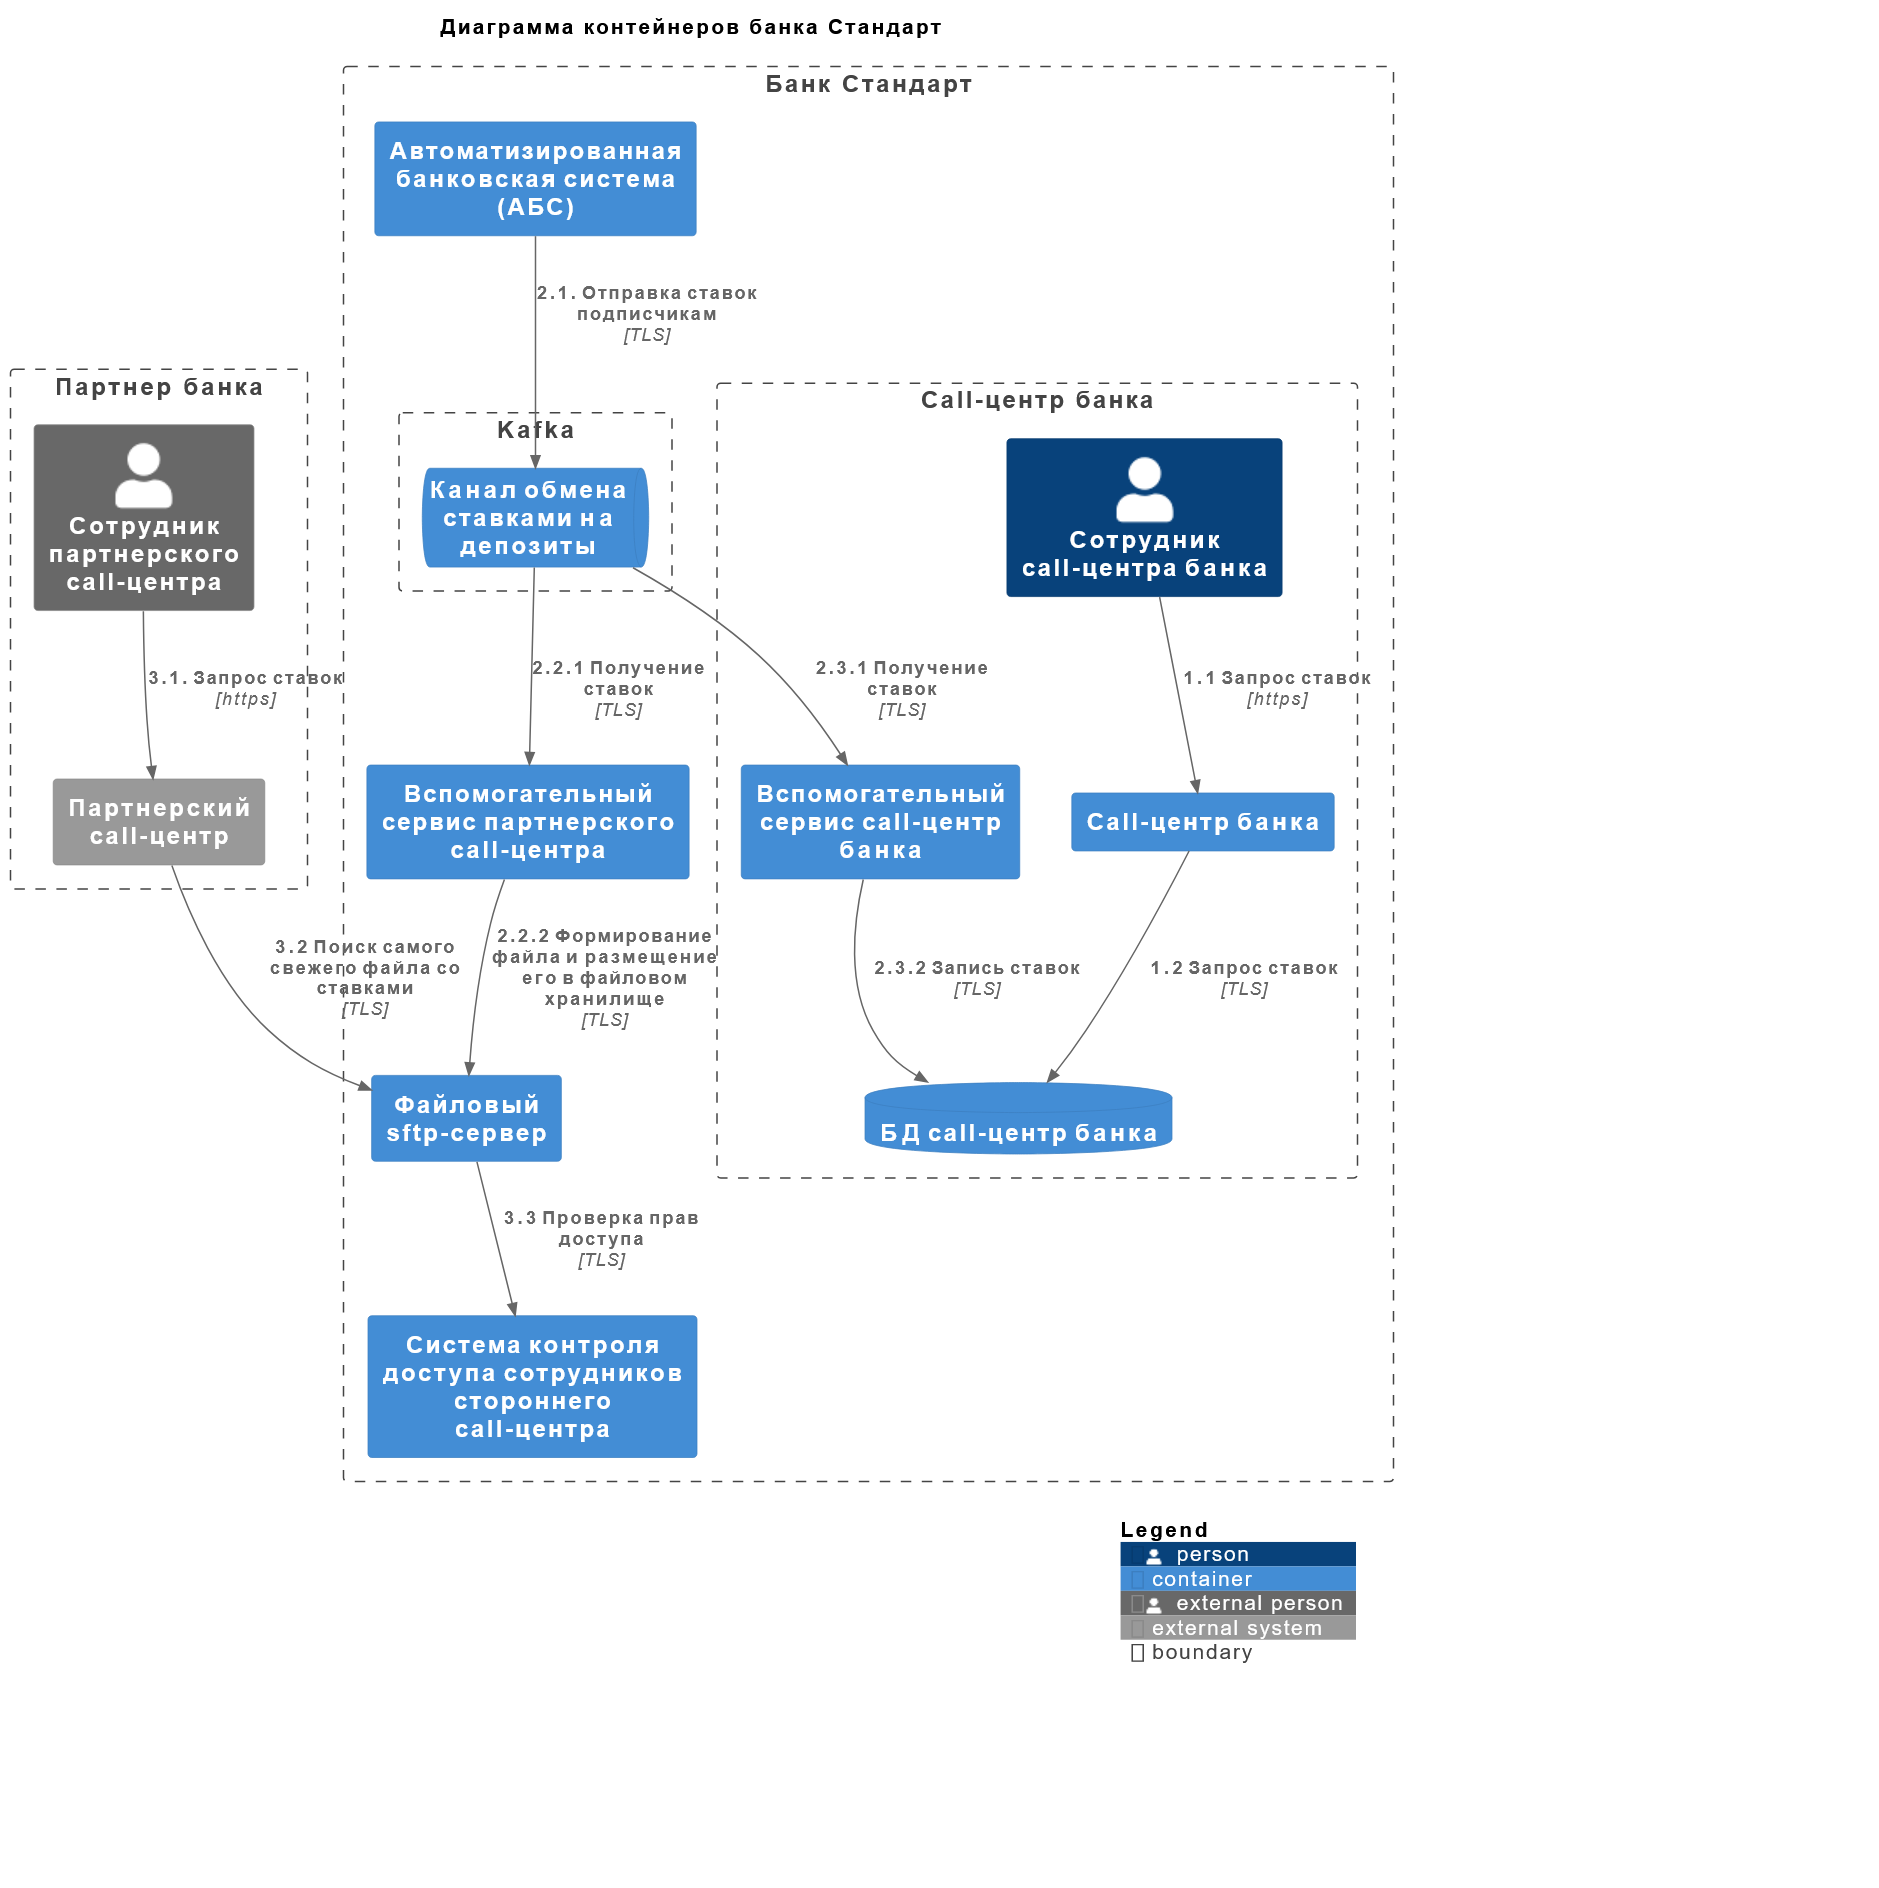 Диаграмма контейнеров банка Стандарт
Банк Стандарт
Автоматизированная
банковская система
(АБС)
2.1. Отправка ставок
подписчикам
[TLS]
Партнер банка
Сотрудник
партнерского
call-центра
3.1. Запрос ставок
[https]
Партнерский
call-центр
Kafka
Канал обмена
ставками на
депозиты
Call-центр банка
Сотрудник
call-центра банка
2.2.1 Получение
ставок
[TLS]
2.3.1 Получение
ставок
[TLS]
1.1 Запрос ставок
[https]
Вспомогательный
сервис партнерского
call-центра
Вспомогательный
сервис call-центр
банка
Call-центр банка
3.2 Поиск самого
свежего файла со
ставками
[TLS]
2.2.2 Формирование
файла и размещение
его в файловом
хранилище
[TLS]
2.3.2 Запись ставок
[TLS]
1.2 Запрос ставок
[TLS]
Файловый
sftp-сервер
БД call-центр банка
3.3 Проверка прав
доступа
[TLS]
Система контроля
доступа сотрудников
стороннего
call-центра
Legend
person
container
external person
external system
boundary